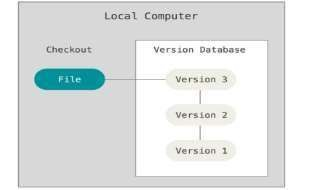 Local Computer
Checkout
Version Database
File
Version 3
Version 2
Version 1